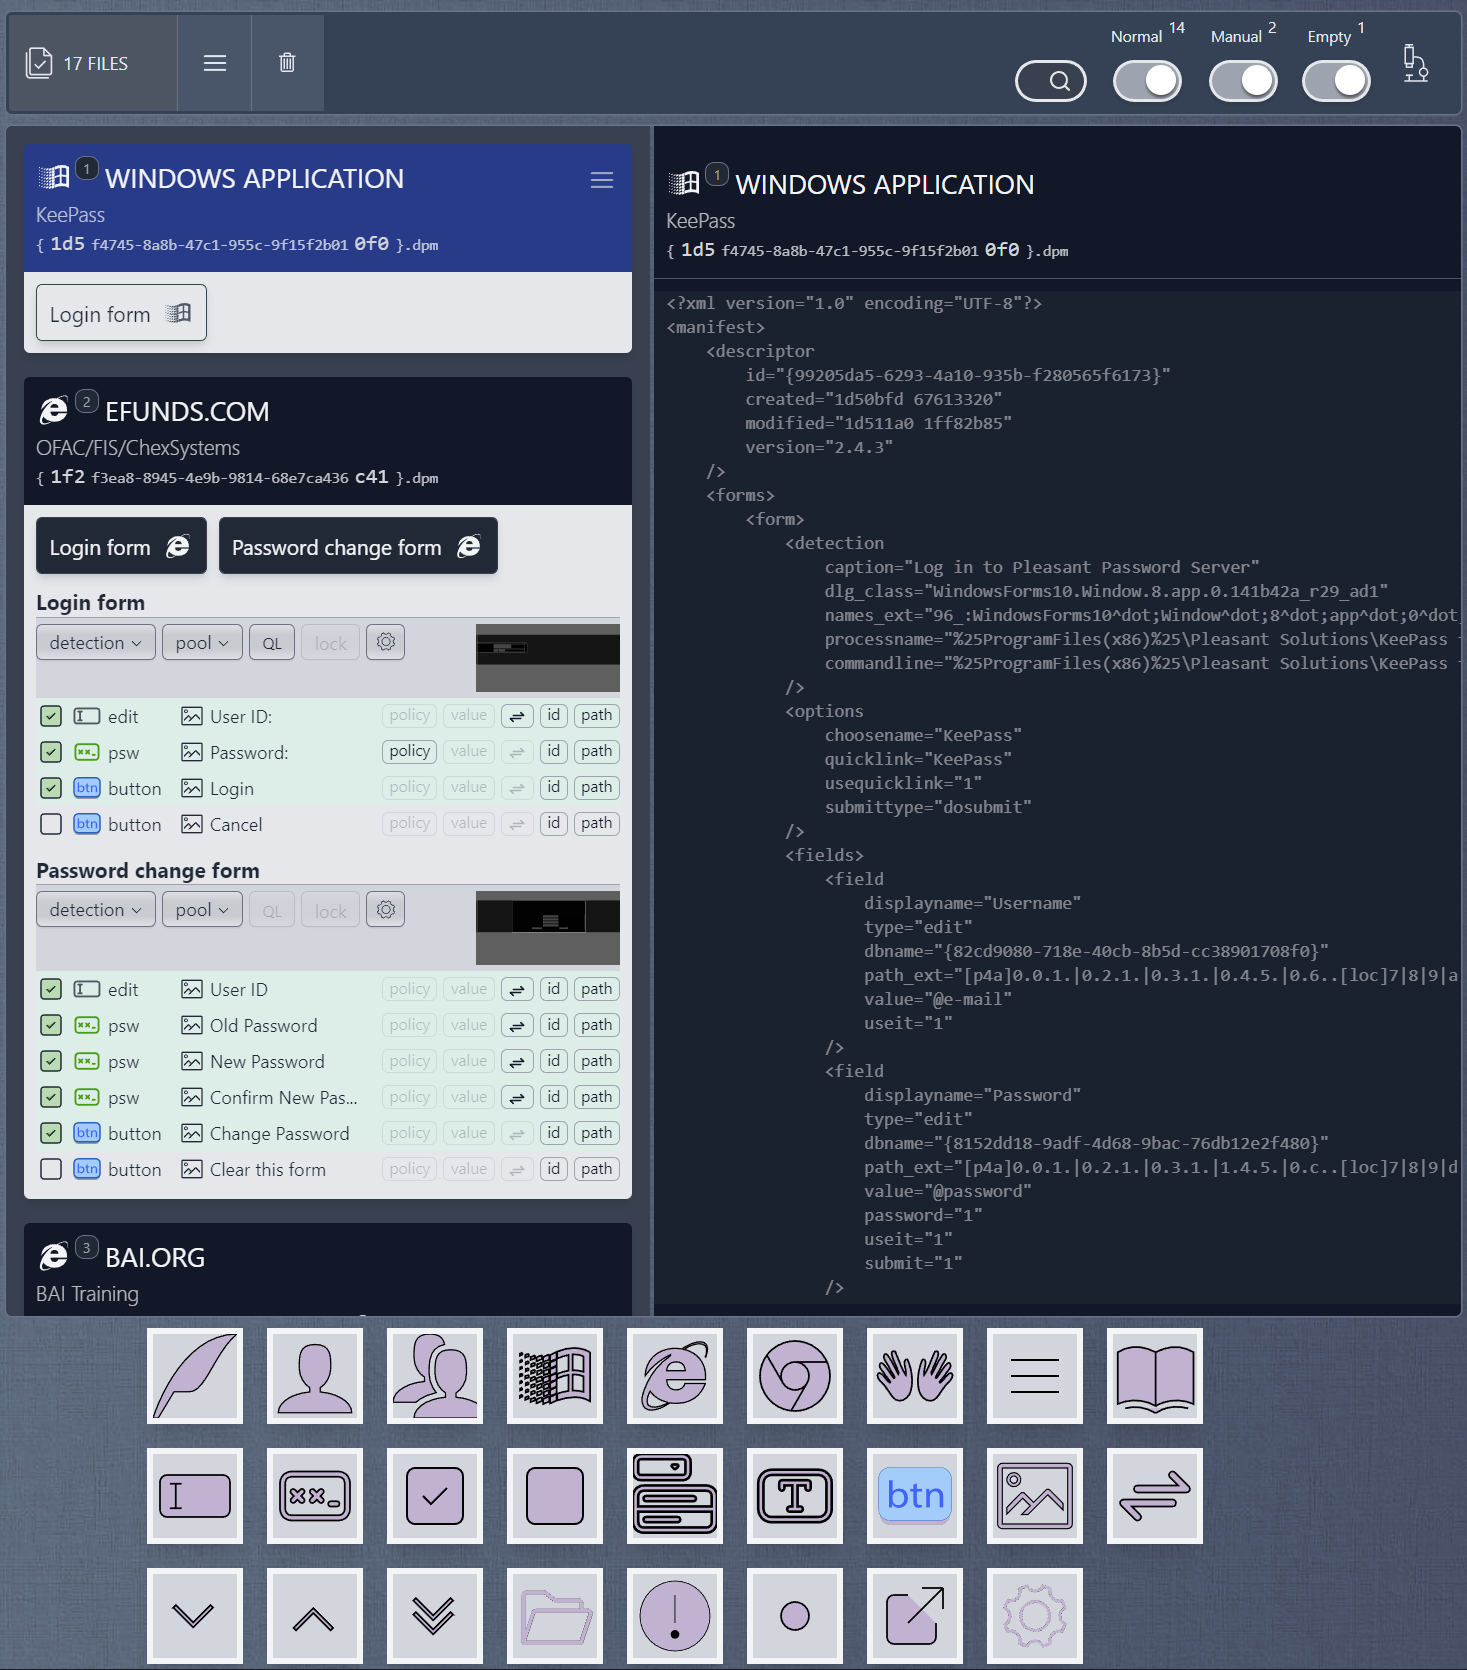 17 FILES
Normal 14
Manual 2
Empty 1
1
WINDOWS APPLICATION
KeePass
{ 1d5 f4745-8a8b-47c1-955c-9f15f2b01 0f0 }.dpm
Login form
2
EFUNDS.COM
OFAC/FIS/ChexSystems
{ 1f2 f3ea8-8945-4e9b-9814-68e7ca436 c41 }.dpm
Login form
Password change form
Login form
detection pool QL lock
edit User ID: policy value id path
psw Password: policy value id path
btn button Login policy value id path
btn button Cancel policy value id path
Password change form
detection pool QL lock
edit User ID policy value id path
psw Old Password policy value id path
psw New Password policy value id path
psw Confirm New Pas... policy value id path
btn button Change Password policy value id path
btn button Clear this form policy value id path
3
BAI.ORG
BAI Training
1
WINDOWS APPLICATION
KeePass
{ 1d5 f4745-8a8b-47c1-955c-9f15f2b01 0f0 }.dpm
<?xml version="1.0" encoding="UTF-8"?>
<manifest>
<descriptor
id="{99205da5-6293-4a10-935b-f280565f6173}"
created="1d50bfd 67613320"
modified="1d511a0 1ff82b85"
version="2.4.3"
/>
<forms>
<form>
<detection
caption="Log in to Pleasant Password Server"
dlg_class="WindowsForms10.Window.8.app.0.141b42a_r29_ad1"
names_ext="96_:WindowsForms10^dot;Window^dot;8^dot;app^dot;0^dot;
processname="%25ProgramFiles(x86)%25\Pleasant Solutions\KeePass
commandline="%25ProgramFiles(x86)%25\Pleasant Solutions\KeePass
/>
<options
choosename="KeePass"
quicklink="KeePass"
usequicklink="1"
submittype="dosubmit"
/>
<fields>
<field
displayname="Username"
type="edit"
dbname="{82cd9080-718e-40cb-8b5d-cc38901708f0}"
path_ext="[p4a]0.0.1.|0.2.1.|0.3.1.|0.4.5.|0.6..[loc]7|8|9|a
value="@e-mail"
useit="1"
/>
<field
displayname="Password"
type="edit"
dbname="{8152dd18-9adf-4d68-9bac-76db12e2f480}"
path_ext="[p4a]0.0.1.|0.2.1.|0.3.1.|1.4.5.|0.c..[loc]7|8|9|d
value="@password"
password="1"
useit="1"
submit="1"
/>
T
btn